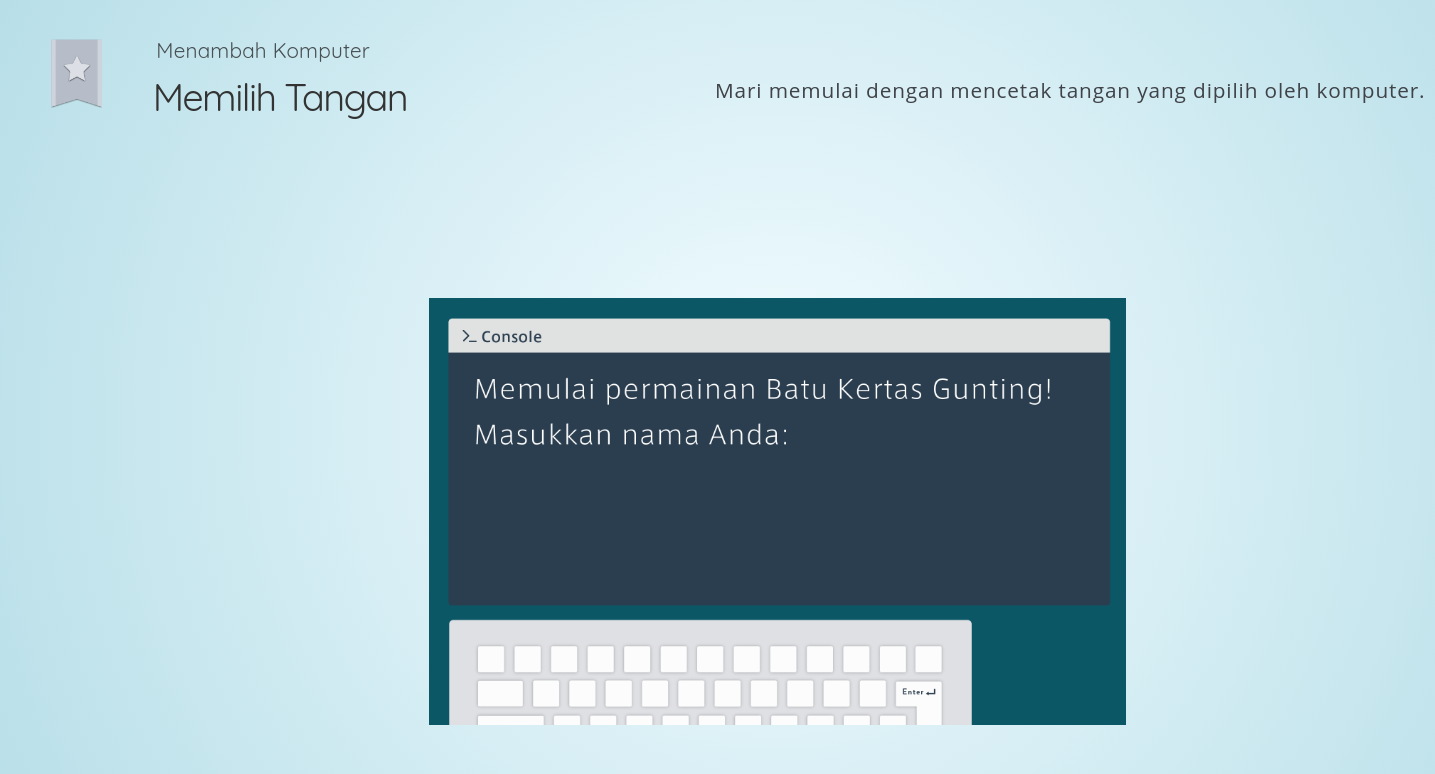 Menambah Komputer
Memilih Tangan
Mari memulai dengan mencetak tangan yang dipilih oleh komputer.
Console
Memulai permainan Batu Kertas Gunting!
Masukkan nama Anda:
Enter